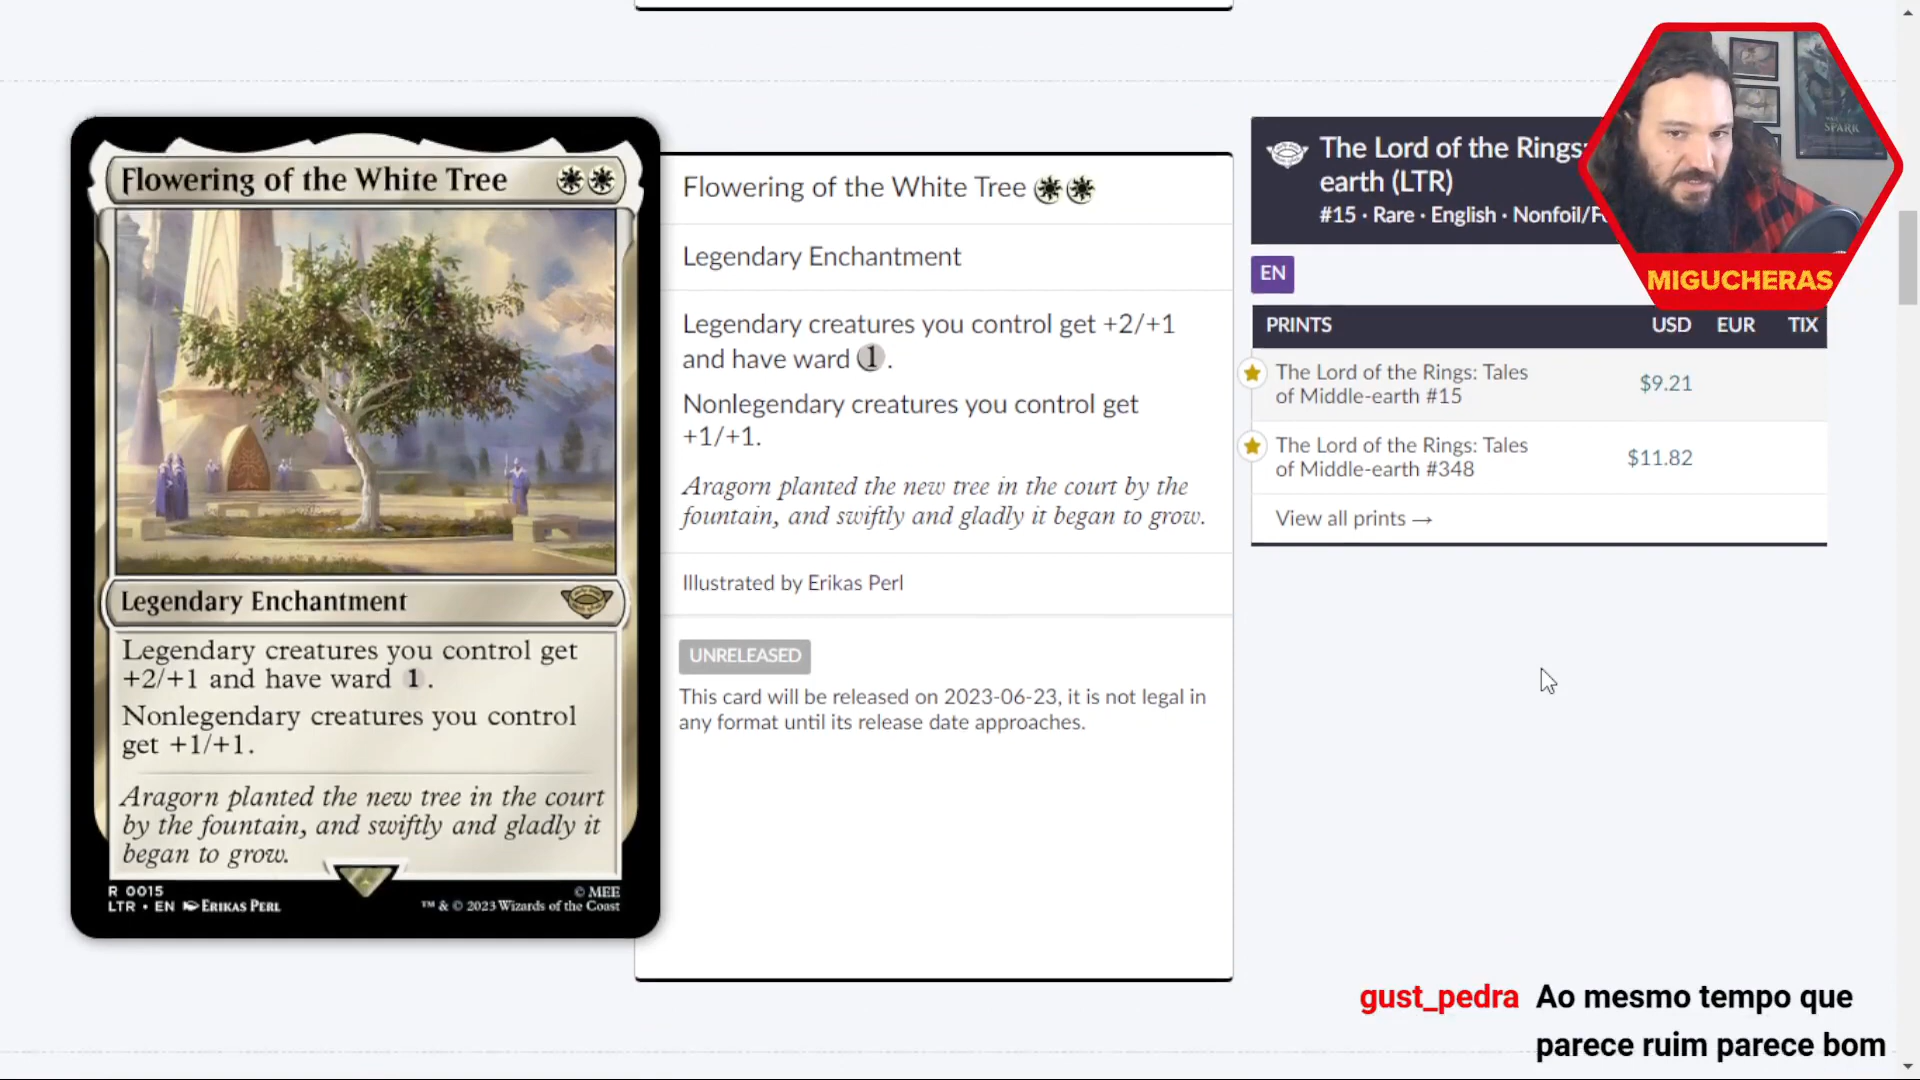 Flowering of the White Tree
Legendary Enchantment
Legendary creatures you control get
+2/+1 and have ward 1.
Nonlegendary creatures you control
get +1/+1.
Aragorn planted the new tree in the court
by the fountain, and swiftly and gladly it
began to grow.
R 0015
LTR • EN ERIKAS PERL
© MEE
™ & © 2023 Wizards of the Coast
Flowering of the White Tree
Legendary Enchantment
Legendary creatures you control get +2/+1
and have ward 1.
Nonlegendary creatures you control get
+1/+1.
Aragorn planted the new tree in the court by the
fountain, and swiftly and gladly it began to grow.
Illustrated by Erikas Perl
UNRELEASED
This card will be released on 2023-06-23, it is not legal in
any format until its release date approaches.
The Lord of the Rings:
earth (LTR)
#15 · Rare · English · Nonfoil/F
EN
PRINTS USD EUR TIX
The Lord of the Rings: Tales
of Middle-earth #15
$9.21
The Lord of the Rings: Tales
of Middle-earth #348
$11.82
View all prints →
SPARK
MIGUCHERAS
gust_pedra Ao mesmo tempo que
parece ruim parece bom